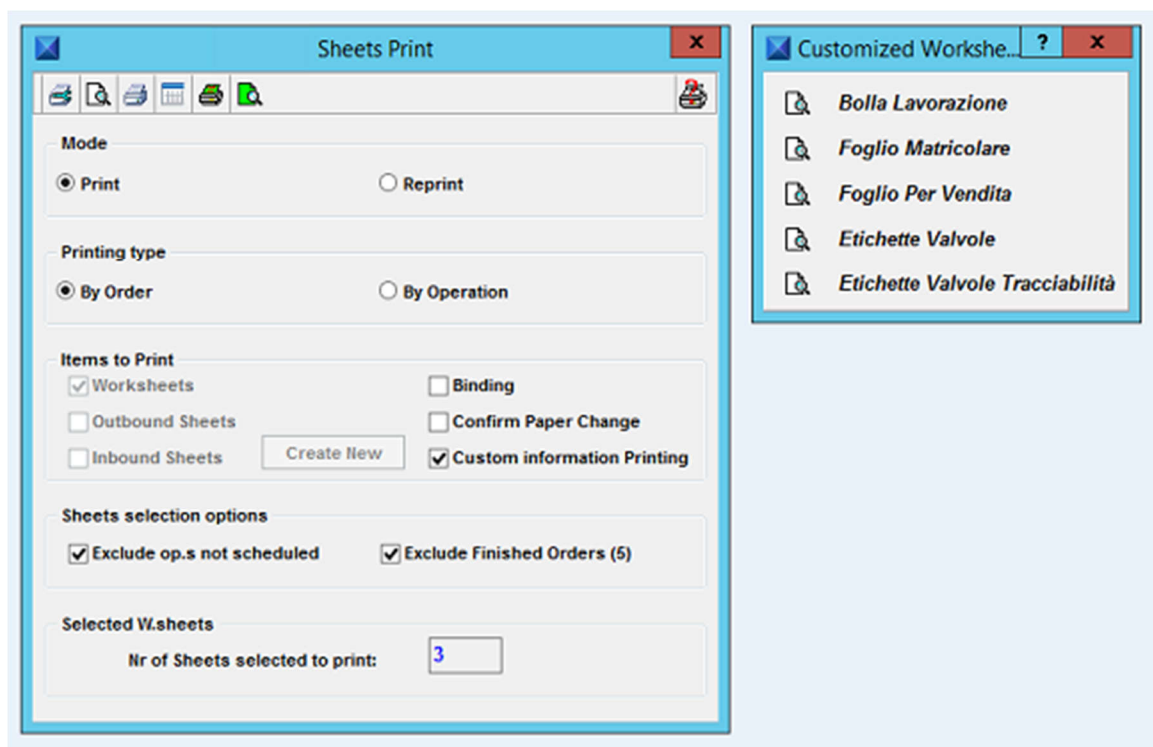 Sheets Print
x
Mode
Print
Reprint
Printing type
By Order
By Operation
Items to Print
Worksheets
Binding
Outbound Sheets
Confirm Paper Change
Inbound Sheets
Create New
Custom information Printing
Sheets selection options
Exclude op.s not scheduled
Exclude Finished Orders (5)
Selected W.sheets
Nr of Sheets selected to print:
3
Customized Workshe...
?
x
Bolla Lavorazione
Foglio Matricolare
Foglio Per Vendita
Etichette Valvole
Etichette Valvole Tracciabilità